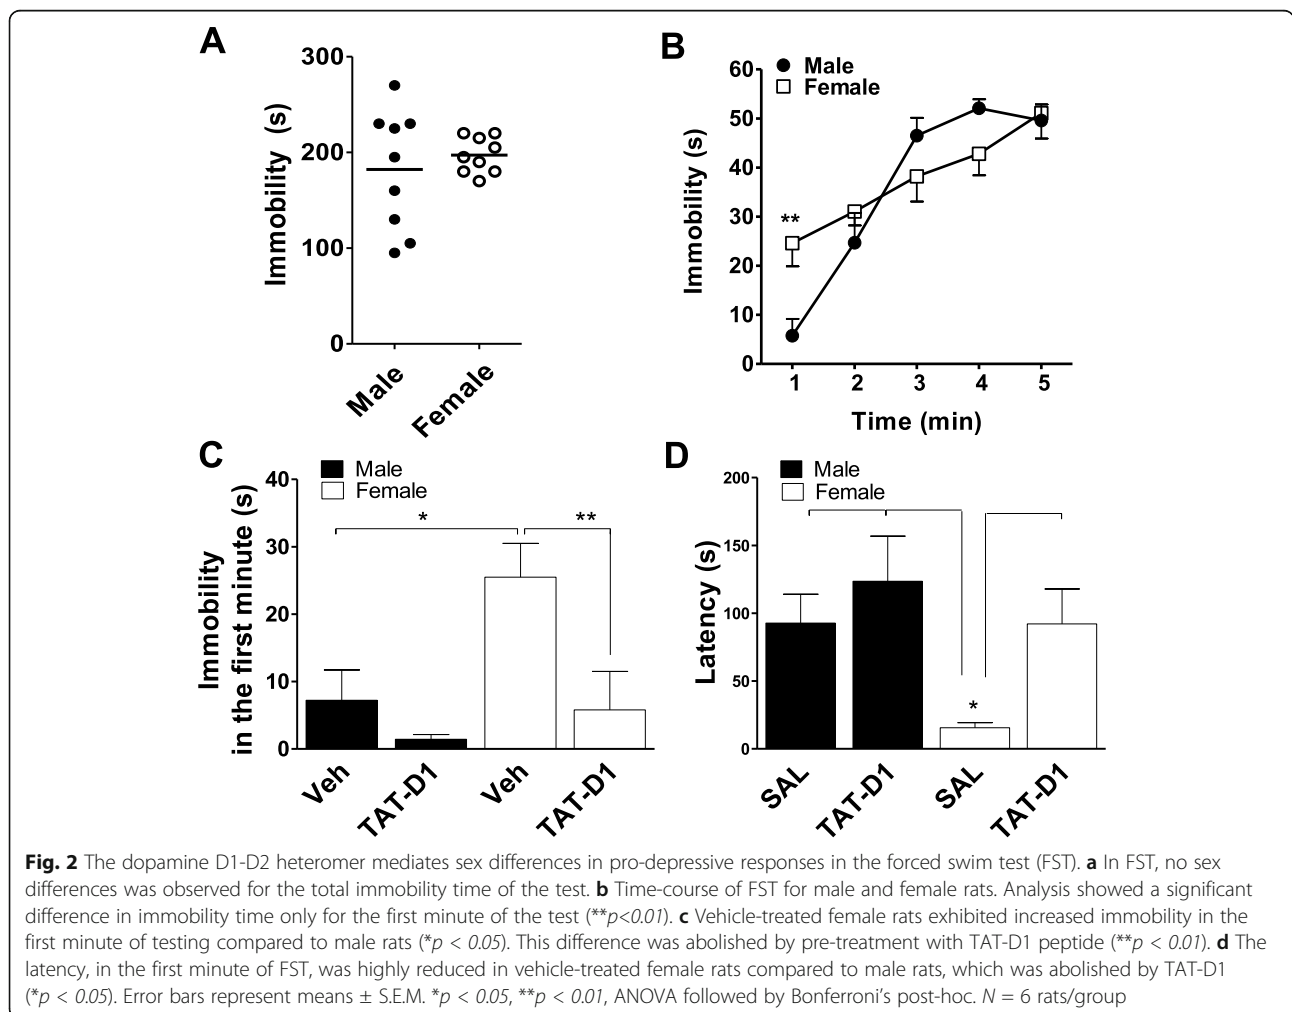 A
Immobility (s)
300
200
100
0
Male
Female
B
Male
Female
Immobility (s)
60
50
40
30
20
10
0
**
1 2 3 4 5
Time (min)
C
Male
Female
Immobility
in the first minute (s)
40
30
20
10
0
* **
Veh TAT-D1 Veh TAT-D1
D
Male
Female
Latency (s)
200
150
100
50
0
*
SAL TAT-D1 SAL TAT-D1
Fig. 2 The dopamine D1-D2 heteromer mediates sex differences in pro-depressive responses in the forced swim test (FST). a In FST, no sex
differences was observed for the total immobility time of the test. b Time-course of FST for male and female rats. Analysis showed a significant
difference in immobility time only for the first minute of the test (**p<0.01). c Vehicle-treated female rats exhibited increased immobility in the
first minute of testing compared to male rats (*p < 0.05). This difference was abolished by pre-treatment with TAT-D1 peptide (**p < 0.01). d The
latency, in the first minute of FST, was highly reduced in vehicle-treated female rats compared to male rats, which was abolished by TAT-D1
(*p < 0.05). Error bars represent means ± S.E.M. *p < 0.05, **p < 0.01, ANOVA followed by Bonferroni's post-hoc. N = 6 rats/group